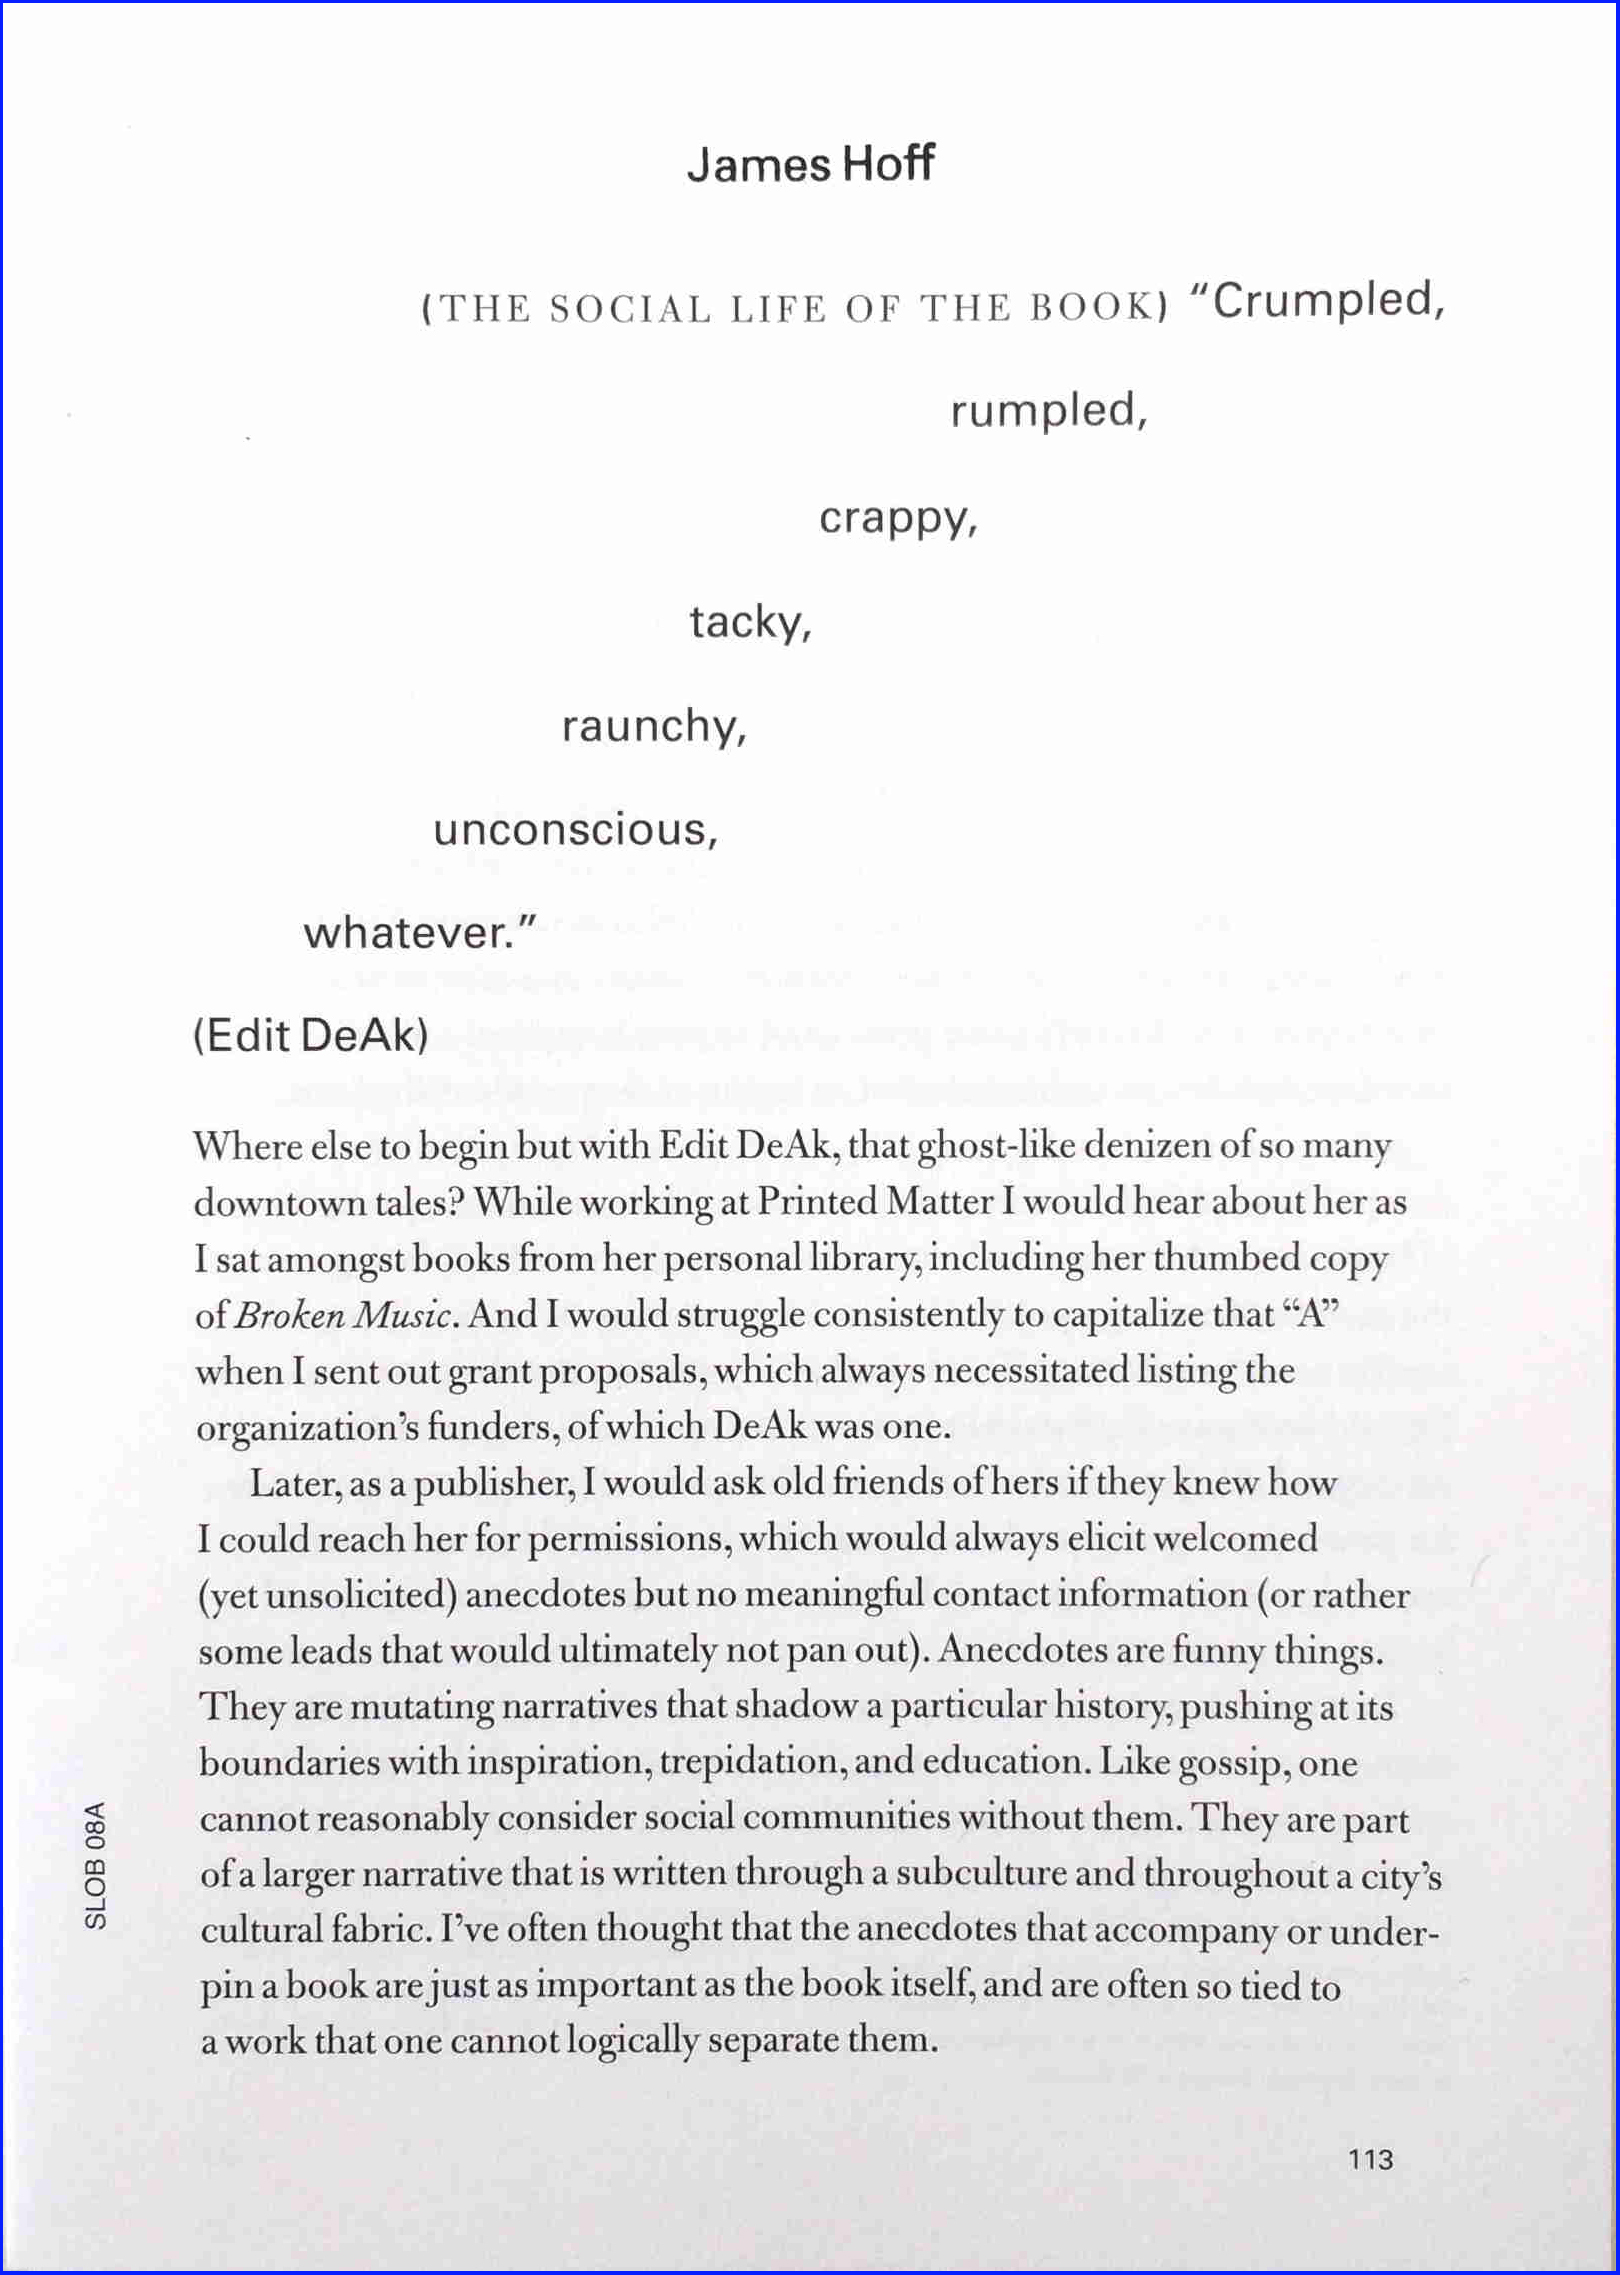 James Hoff
(THE SOCIAL LIFE OF THE BOOK) “Crumpled,
rumpled,
crappy,
tacky,
raunchy,
unconscious,
whatever.”
(Edit DeAk)
Where else to begin but with Edit DeAk, that ghost-like denizen of so many
downtown tales? While working at Printed Matter I would hear about her as
I sat amongst books from her personal library, including her thumbed copy
of Broken Music. And I would struggle consistently to capitalize that “A”
when I sent out grant proposals, which always necessitated listing the
organization’s funders, of which DeAk was one.
Later, as a publisher, I would ask old friends of hers if they knew how
I could reach her for permissions, which would always elicit welcomed
(yet unsolicited) anecdotes but no meaningful contact information (or rather
some leads that would ultimately not pan out). Anecdotes are funny things.
They are mutating narratives that shadow a particular history, pushing at its
boundaries with inspiration, trepidation, and education. Like gossip, one
cannot reasonably consider social communities without them. They are part
of a larger narrative that is written through a subculture and throughout a city’s
cultural fabric. I’ve often thought that the anecdotes that accompany or under-
pin a book are just as important as the book itself, and are often so tied to
a work that one cannot logically separate them.
SLOB 08A
113